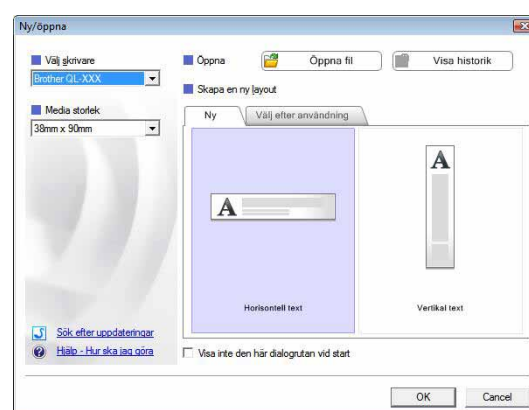 Ny/öppna
Välj skrivare
Brother QL-XXX
Media storlek
38mm x 90mm
Öppna
Öppna fil
Visa historik
Skapa en ny layout
Ny
Välj efter användning
A
Horisontell text
A
Vertikal text
Sök efter uppdateringar
Hjälp - Hur ska jag göra
Visa inte den här dialogrutan vid start
OK
Cancel